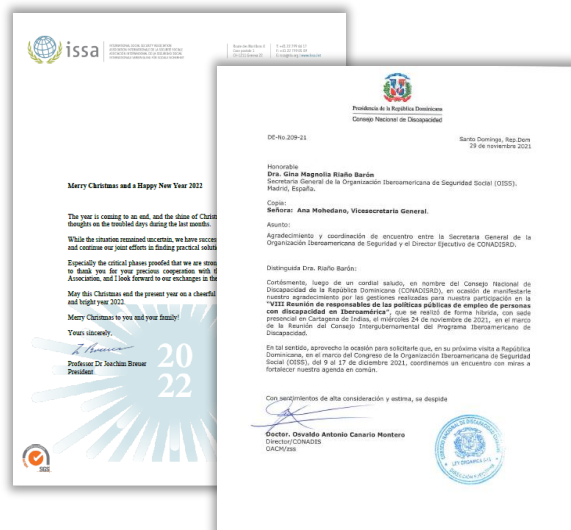 issa
Merry Christmas and a Happy New Year 2022
The year is coming to an end, and the shine of Christ
thoughts on the troubled days during the last months.
While the situation remained uncertain, we have succes
and continue our joint efforts in finding practical solutio
Especially the critical phases proofed that we are stron
to thank you for your precious cooperation with th
Association, and I look forward to our exchanges in the
May this Christmas end the present year on a cheerful
and bright year 2022.
Merry Christmas to you and your family!
Yours sincerely,
Professor Dr Joachim Breuer
President
20
22
SGS
Presidencia de la República Dominicana
Consejo Nacional de Discapacidad
DE-No.209-21
Santo Domingo, Rep.Dom
29 de noviembre 2021
Honorable
Dra. Gina Magnolia Riaño Barón
Secretaria General de la Organización Iberoamericana de Seguridad Social (OISS).
Madrid, España.
Copia:
Señora: Ana Mohedano, Vicesecretaria General.
Asunto:
Agradecimiento y coordinación de encuentro entre la Secretaria General de la
Organización Iberoamericana de Seguridad y el Director Ejecutivo de CONADISRD.
Distinguida Dra. Riaño Barón:
Cortésmente, luego de un cordial saludo, en nombre del Consejo Nacional de
Discapacidad de la República Dominicana (CONADISRD), en ocasión de manifestarle
nuestro agradecimiento por las gestiones realizadas para nuestra participación en la
"VIII Reunión de responsables de las políticas públicas de empleo de personas
con discapacidad en Iberoamérica", que se realizó de forma híbrida, con sede
presencial en Cartagena de Indias, el miércoles 24 de noviembre de 2021, en el marco
de la Reunión del Consejo Intergubernamental del Programa Iberoamericano de
Discapacidad.
En tal sentido, aprovecho la ocasión para solicitarle que, en su próxima visita a República
Dominicana, en el marco del Congreso de la Organización Iberoamericana de Seguridad
Social (OISS), del 9 al 17 de diciembre 2021, coordinemos un encuentro con miras a
fortalecer nuestra agenda en común.
Con sentimientos de alta consideración y estima, se despide
Doctor. Osvaldo Antonio Canario Montero
Director/CONADIS
OACM/zss